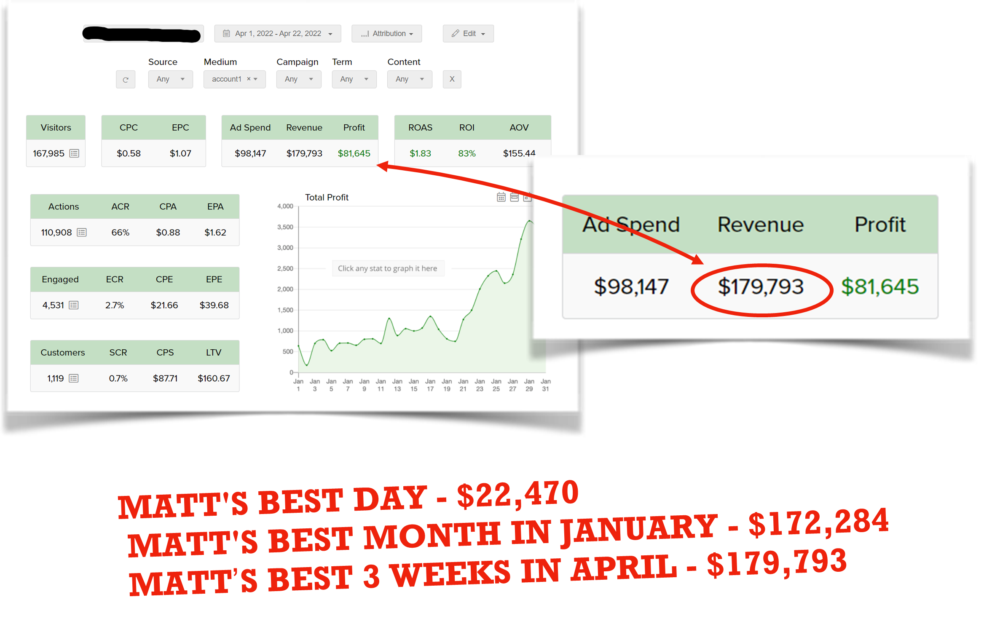 Apr 1, 2022 - Apr 22, 2022
Attribution
Edit
Source Medium Campaign Term Content
Any account1 × Any Any Any X
Visitors
167,985
CPC EPC
$0.58 $1.07
Ad Spend Revenue Profit
$98,147 $179,793 $81,645
ROAS ROI AOV
$1.83 83% $155.44
Actions ACR CPA EPA
110,908 66% $0.88 $1.62
Engaged ECR CPE EPE
4,531 2.7% $21.66 $39.68
Customers SCR CPS LTV
1,119 0.7% $87.71 $160.67
Total Profit
4,000
3,500
3,000
Click any stat to graph it here
2,500
2,000
1,500
1,000
500
0
Jan Jan Jan Jan Jan Jan Jan Jan Jan Jan Jan Jan Jan Jan Jan Jan
1 3 5 7 9 11 13 15 17 19 21 23 25 27 29 31
Ad Spend Revenue Profit
$98,147 $179,793 $81,645
MATT'S BEST DAY - $22,470
MATT'S BEST MONTH IN JANUARY - $172,284
MATT’S BEST 3 WEEKS IN APRIL - $179,793